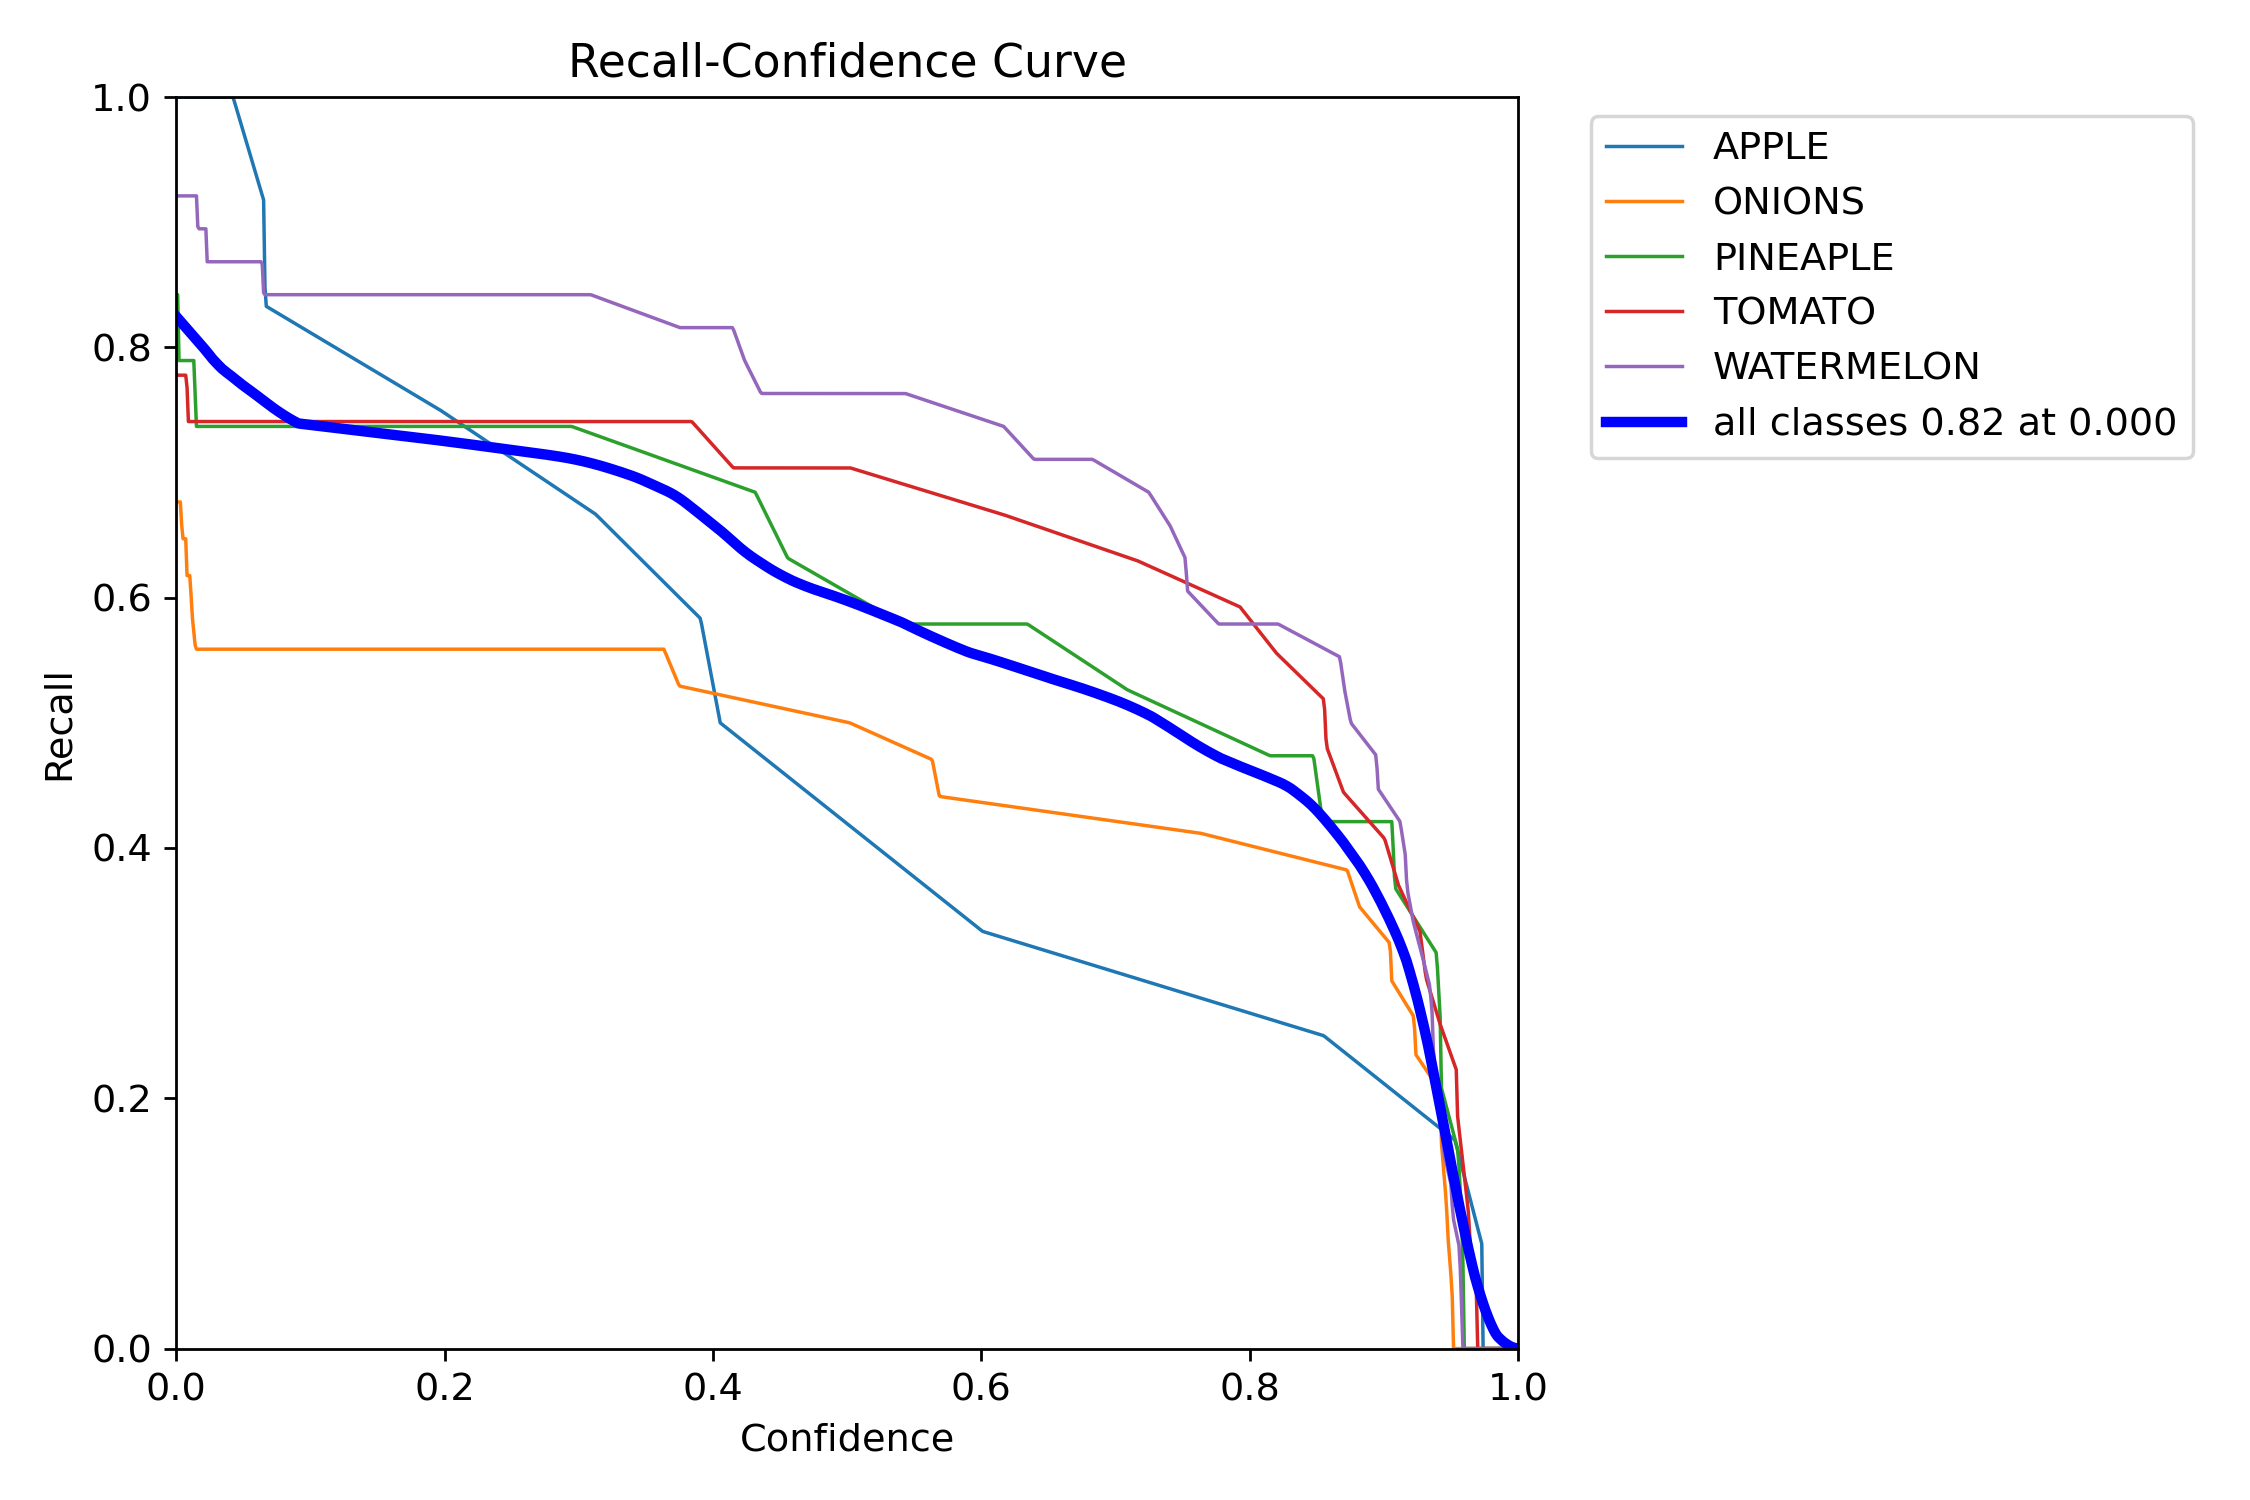 Recall-Confidence Curve
1.0
0.8
0.6
0.4
0.2
0.0
Recall
0.0 0.2 0.4 0.6 0.8 1.0
Confidence
APPLE
ONIONS
PINEAPLE
TOMATO
WATERMELON
all classes 0.82 at 0.000